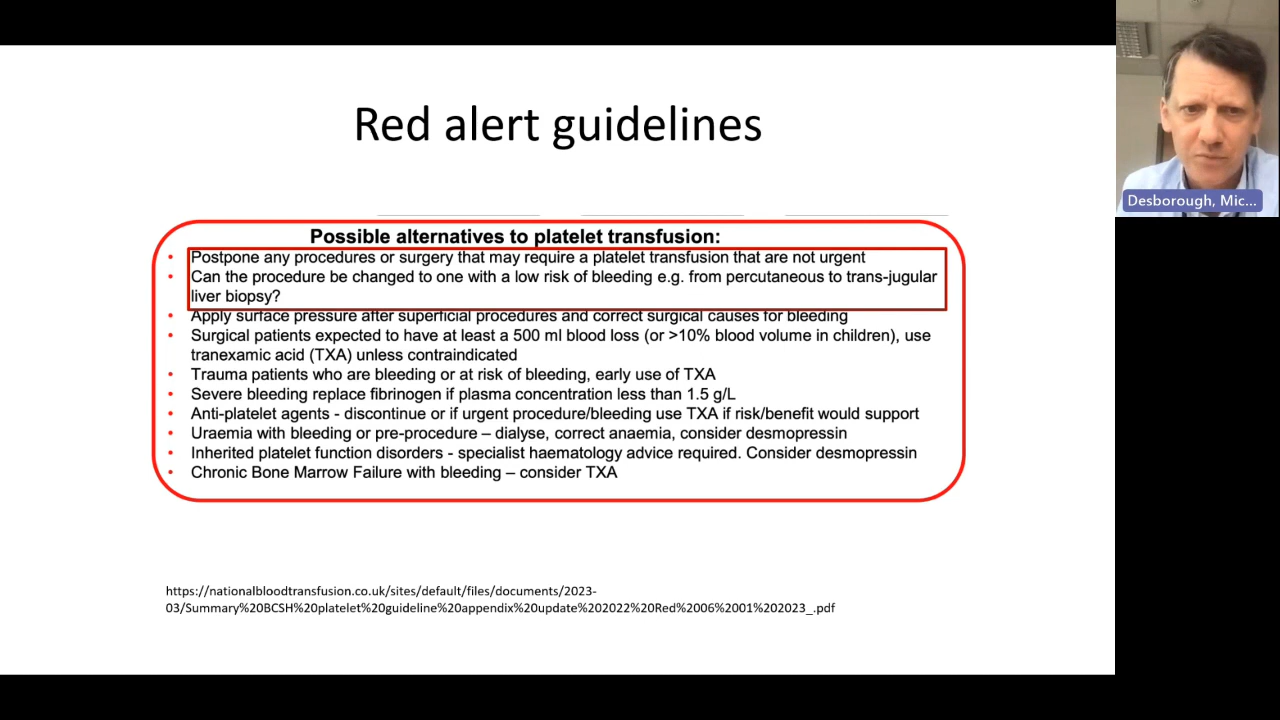 Red alert guidelines
Possible alternatives to platelet transfusion:
• Postpone any procedures or surgery that may require a platelet transfusion that are not urgent
• Can the procedure be changed to one with a low risk of bleeding e.g. from percutaneous to trans-jugular
liver biopsy?
• Apply surface pressure after superficial procedures and correct surgical causes for bleeding
• Surgical patients expected to have at least a 500 ml blood loss (or >10% blood volume in children), use
tranexamic acid (TXA) unless contraindicated
• Trauma patients who are bleeding or at risk of bleeding, early use of TXA
• Severe bleeding replace fibrinogen if plasma concentration less than 1.5 g/L
• Anti-platelet agents - discontinue or if urgent procedure/bleeding use TXA if risk/benefit would support
• Uraemia with bleeding or pre-procedure – dialyse, correct anaemia, consider desmopressin
• Inherited platelet function disorders - specialist haematology advice required. Consider desmopressin
• Chronic Bone Marrow Failure with bleeding – consider TXA
https://nationalbloodtransfusion.co.uk/sites/default/files/documents/2023-
03/Summary%20BCSH%20platelet%20guideline%20appendix%20update%202022%20Red%2006%2001%202023_.pdf
Desborough, Mic...